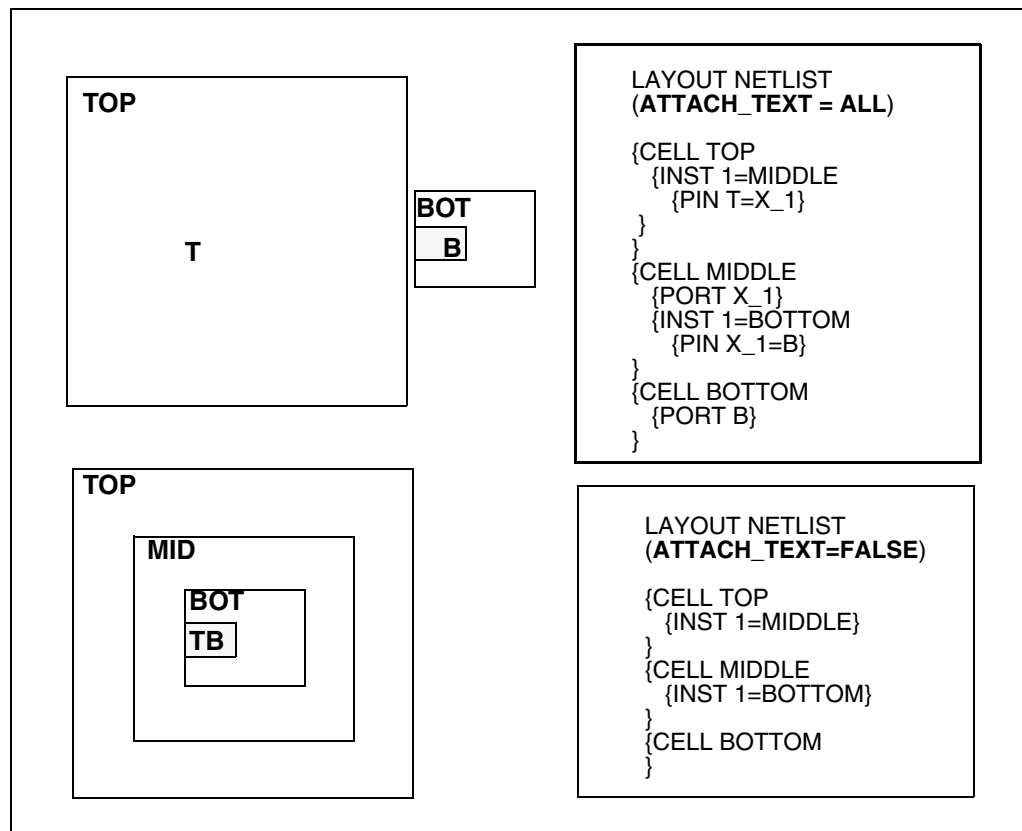 TOP
T
BOT
B
LAYOUT NETLIST
(ATTACH_TEXT = ALL)
{CELL TOP
{INST 1=MIDDLE
{PIN T=X_1}
}
}
{CELL MIDDLE
{PORT X_1}
{INST 1=BOTTOM
{PIN X_1=B}
}
{CELL BOTTOM
{PORT B}
}
TOP
MID
BOT
TB
LAYOUT NETLIST
(ATTACH_TEXT=FALSE)
{CELL TOP
{INST 1=MIDDLE}
}
{CELL MIDDLE
{INST 1=BOTTOM}
}
{CELL BOTTOM
}